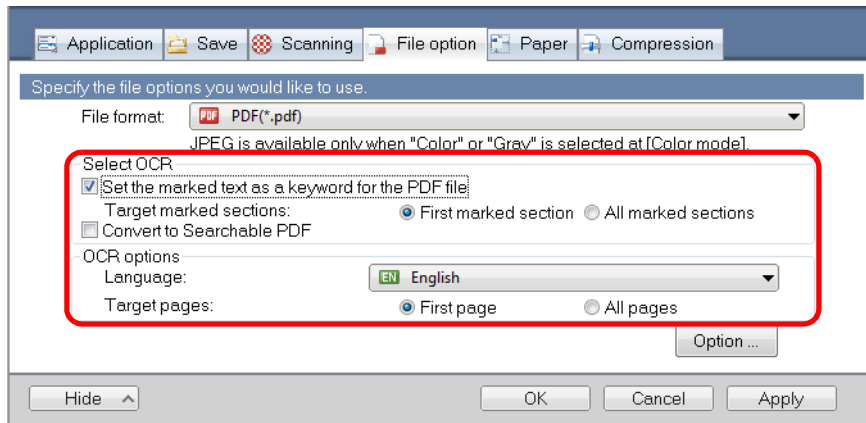 Application Save Scanning File option Paper Compression
Specify the file options you would like to use.
File format: PDF PDF(*.pdf)
JPEG is available only when "Color" or "Gray" is selected at [Color mode].
Select OCR
Set the marked text as a keyword for the PDF file
Target marked sections: First marked section All marked sections
Convert to Searchable PDF
OCR options
Language: EN English
Target pages: First page All pages
Option ...
Hide OK Cancel Apply